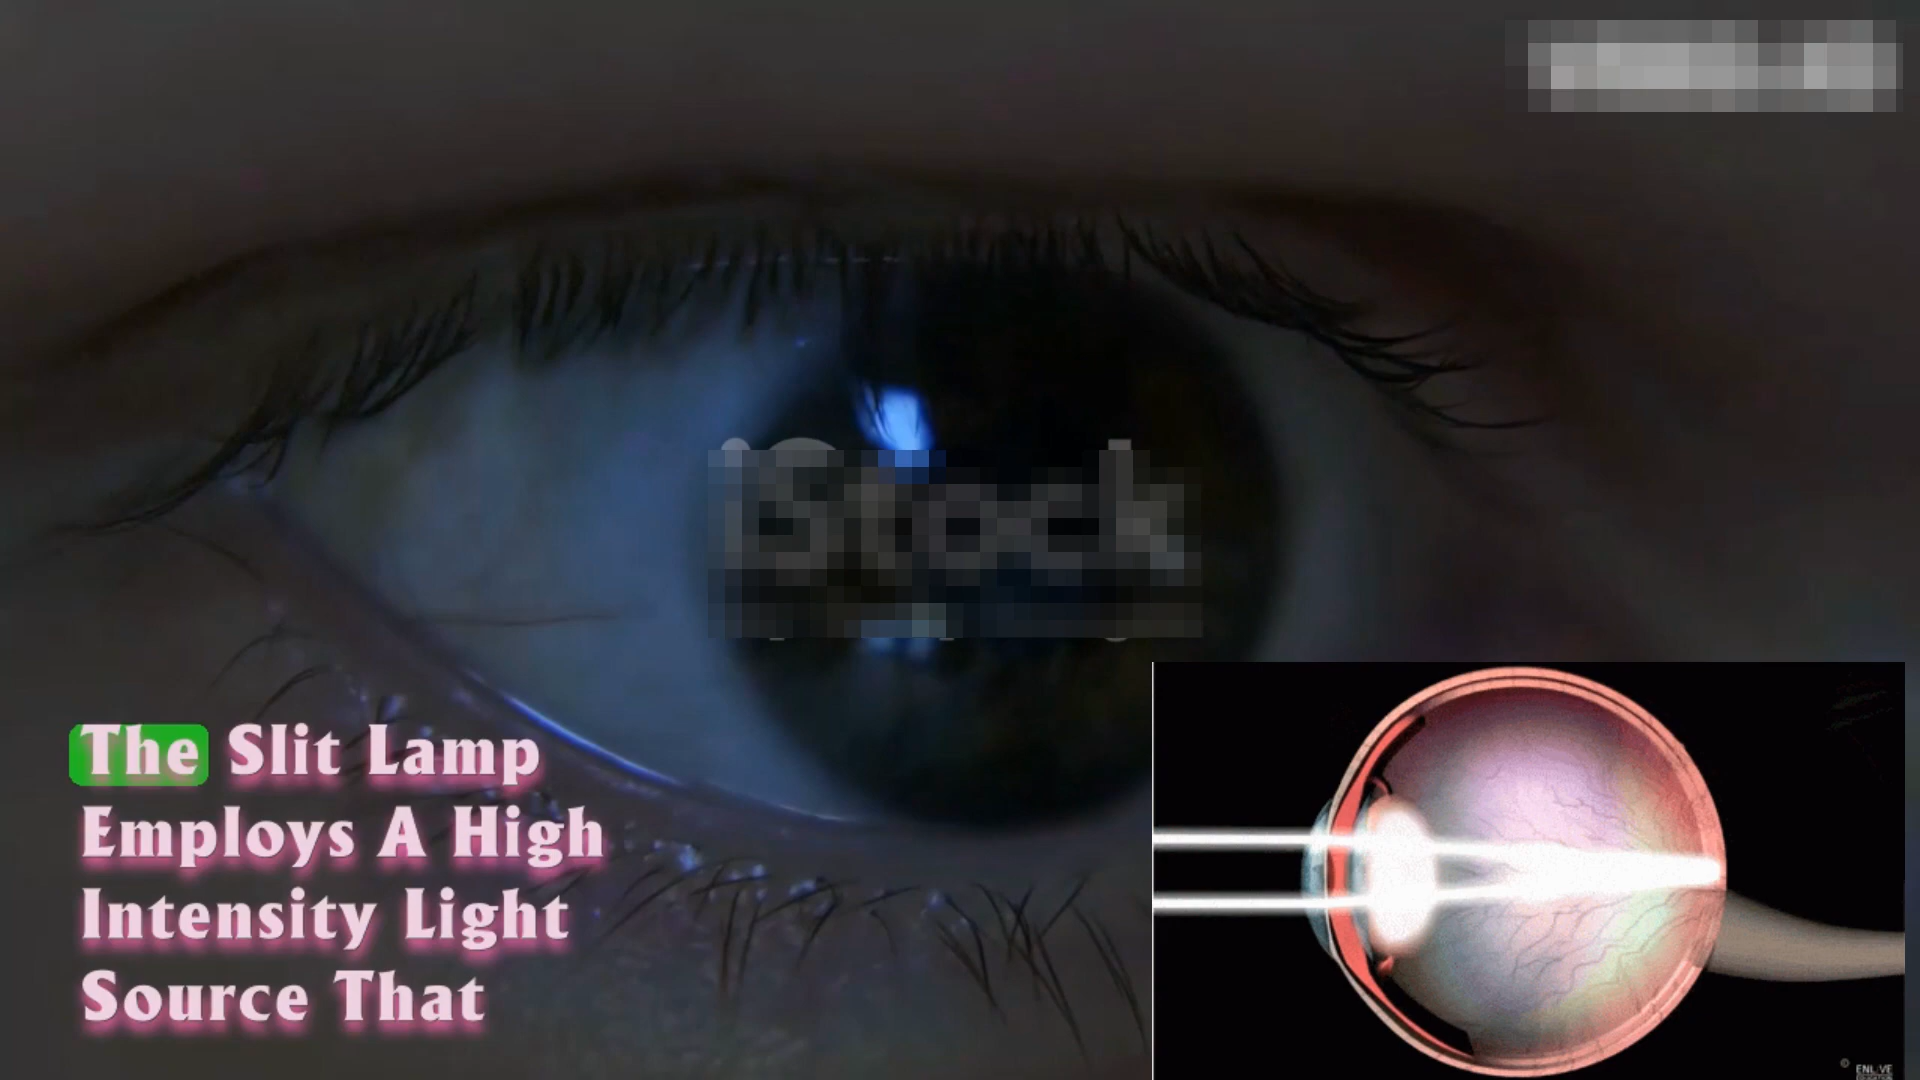 The Slit Lamp
Employs A High
Intensity Light
Source That